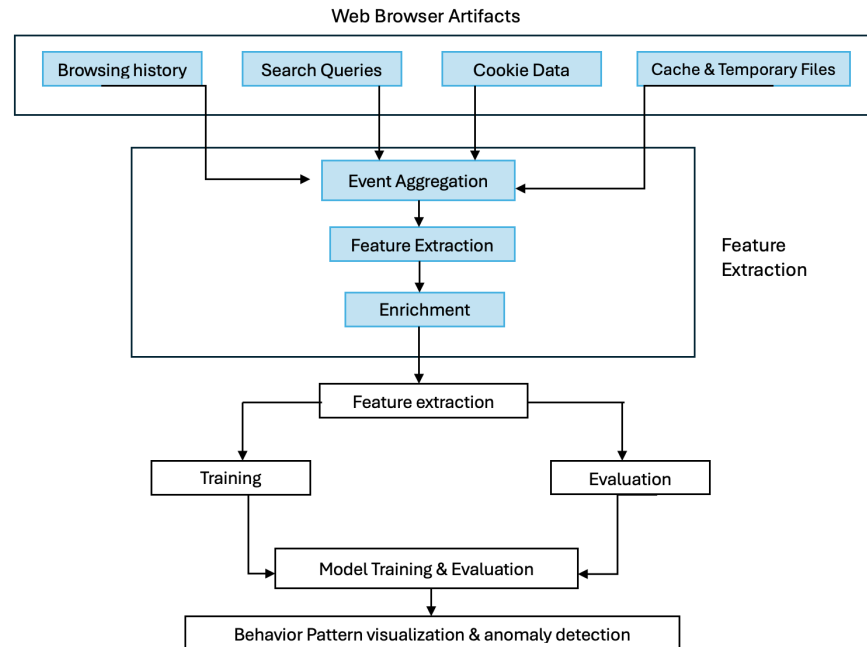 Web Browser Artifacts
Browsing history
Search Queries
Cookie Data
Cache & Temporary Files
Event Aggregation
Feature Extraction
Enrichment
Feature
Extraction
Feature extraction
Training
Evaluation
Model Training & Evaluation
Behavior Pattern visualization & anomaly detection